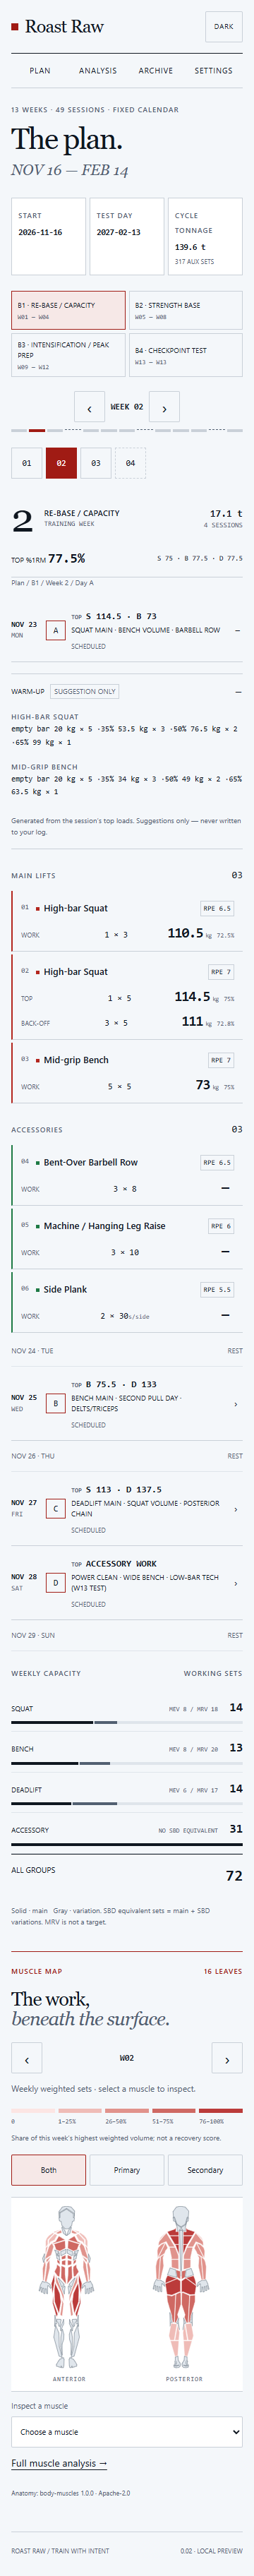 Roast Raw
DARK
PLAN ANALYSIS ARCHIVE SETTINGS
13 WEEKS · 49 SESSIONS · FIXED CALENDAR
The plan.
NOV 16 — FEB 14
START
2026-11-16
TEST DAY
2027-02-13
CYCLE TONNAGE
139.6 t
317 AUX SETS
B1 · RE-BASE / CAPACITY
W01 — W04
B2 · STRENGTH BASE
W05 — W08
B3 · INTENSIFICATION / PEAK PREP
W09 — W12
B4 · CHECKPOINT TEST
W13 — W13
‹ WEEK 02 ›
01 02 03 04
2 RE-BASE / CAPACITY 17.1 t
TRAINING WEEK 4 SESSIONS
TOP %1RM 77.5% S 75 · B 77.5 · D 77.5
Plan / B1 / Week 2 / Day A
TOP S 114.5 · B 73
NOV 23 MON A SQUAT MAIN · BENCH VOLUME · BARBELL ROW —
SCHEDULED
WARM-UP SUGGESTION ONLY —
HIGH-BAR SQUAT
empty bar 20 kg × 5 ·35% 53.5 kg × 3 ·50% 76.5 kg × 2
·65% 99 kg × 1
MID-GRIP BENCH
empty bar 20 kg × 5 ·35% 34 kg × 3 ·50% 49 kg × 2 ·65%
63.5 kg × 1
Generated from the session's top loads. Suggestions only — never written
to your log.
MAIN LIFTS 03
01 High-bar Squat RPE 6.5
WORK 1 × 3 110.5 kg 72.5%
02 High-bar Squat RPE 7
TOP 1 × 5 114.5 kg 75%
BACK-OFF 3 × 5 111 kg 72.8%
03 Mid-grip Bench RPE 7
WORK 5 × 5 73 kg 75%
ACCESSORIES 03
04 Bent-Over Barbell Row RPE 6.5
WORK 3 × 8 —
05 Machine / Hanging Leg Raise RPE 6
WORK 3 × 10 —
06 Side Plank RPE 5.5
WORK 2 × 30s/side —
NOV 24 · TUE REST
TOP B 75.5 · D 133
NOV 25 WED B BENCH MAIN · SECOND PULL DAY ·
DELTS/TRICEPS ›
SCHEDULED
NOV 26 · THU REST
TOP S 113 · D 137.5
NOV 27 FRI C DEADLIFT MAIN · SQUAT VOLUME · POSTERIOR
CHAIN ›
SCHEDULED
TOP ACCESSORY WORK
NOV 28 SAT D POWER CLEAN · WIDE BENCH · LOW-BAR TECH
(W13 TEST) ›
SCHEDULED
NOV 29 · SUN REST
WEEKLY CAPACITY WORKING SETS
SQUAT MEV 8 / MRV 18 14
BENCH MEV 8 / MRV 20 13
DEADLIFT MEV 6 / MRV 17 14
ACCESSORY NO SBD EQUIVALENT 31
ALL GROUPS 72
Solid · main Gray · variation, SBD equivalent sets = main + SBD
variations. MRV is not a target.
MUSCLE MAP 16 LEAVES
The work,
beneath the surface.
‹ W02 ›
Weekly weighted sets · select a muscle to inspect.
0 1–25% 26–50% 51–75% 76–100%
Share of this week's highest weighted volume; not a recovery score.
Both Primary Secondary
ANTERIOR POSTERIOR
Inspect a muscle
Choose a muscle
Full muscle analysis →
Anatomy: body-muscles 1.0.0 · Apache-2.0
ROAST RAW / TRAIN WITH INTENT 0.02 · LOCAL PREVIEW